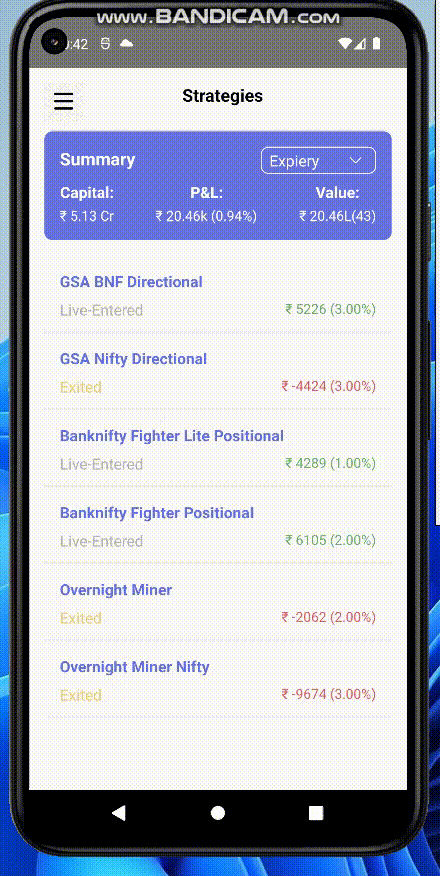 www.BANDICAM.com
:42
Strategies
Summary
Expiery
Capital: P&L: Value:
₹ 5.13 Cr ₹ 20.46k (0.94%) ₹ 20.46L(43)
GSA BNF Directional
Live-Entered ₹ 5226 (3.00%)
GSA Nifty Directional
Exited ₹ -4424 (3.00%)
Banknifty Fighter Lite Positional
Live-Entered ₹ 4289 (1.00%)
Banknifty Fighter Positional
Live-Entered ₹ 6105 (2.00%)
Overnight Miner
Exited ₹ -2062 (2.00%)
Overnight Miner Nifty
Exited ₹ -9674 (3.00%)